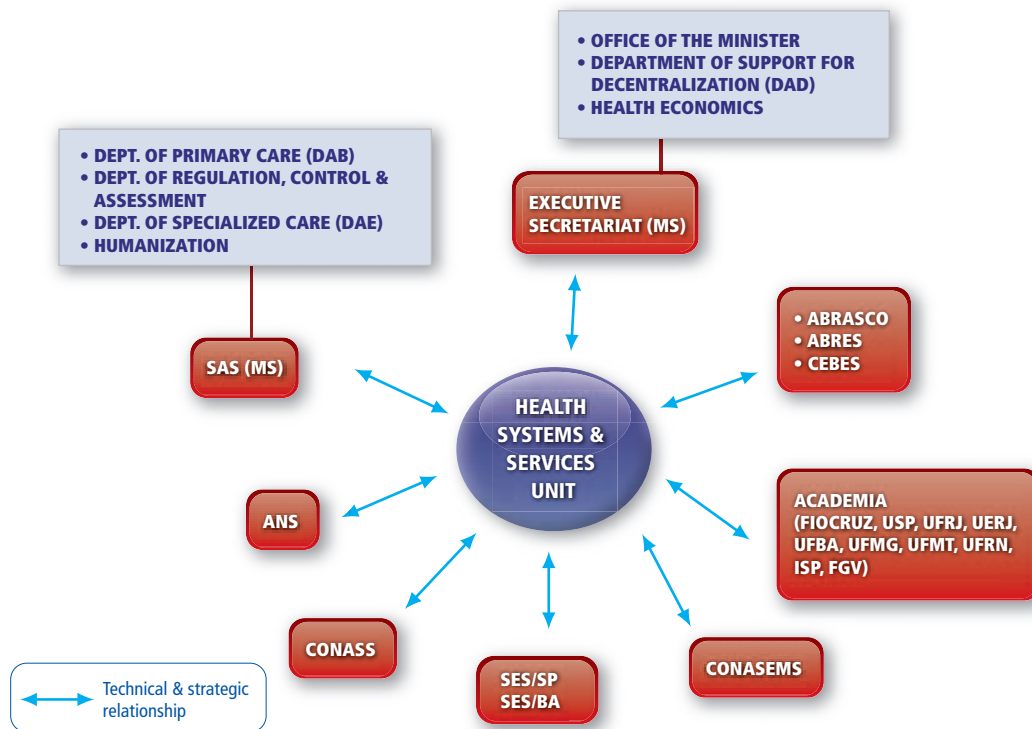 • OFFICE OF THE MINISTER
• DEPARTMENT OF SUPPORT FOR
DECENTRALIZATION (DAD)
• HEALTH ECONOMICS
• DEPT. OF PRIMARY CARE (DAB)
• DEPT. OF REGULATION, CONTROL &
ASSESSMENT
• DEPT. OF SPECIALIZED CARE (DAE)
• HUMANIZATION
EXECUTIVE
SECRETARIAT (MS)
• ABRASCO
• ABRES
• CEBES
SAS (MS)
HEALTH
SYSTEMS &
SERVICES
UNIT
ANS
ACADEMIA
(FIOCRUZ, USP, UFRJ, UERJ,
UFBA, UFMG, UFMT, UFRN,
ISP, FGV)
CONASS
SES/SP
SES/BA
CONASEMS
Technical & strategic
relationship